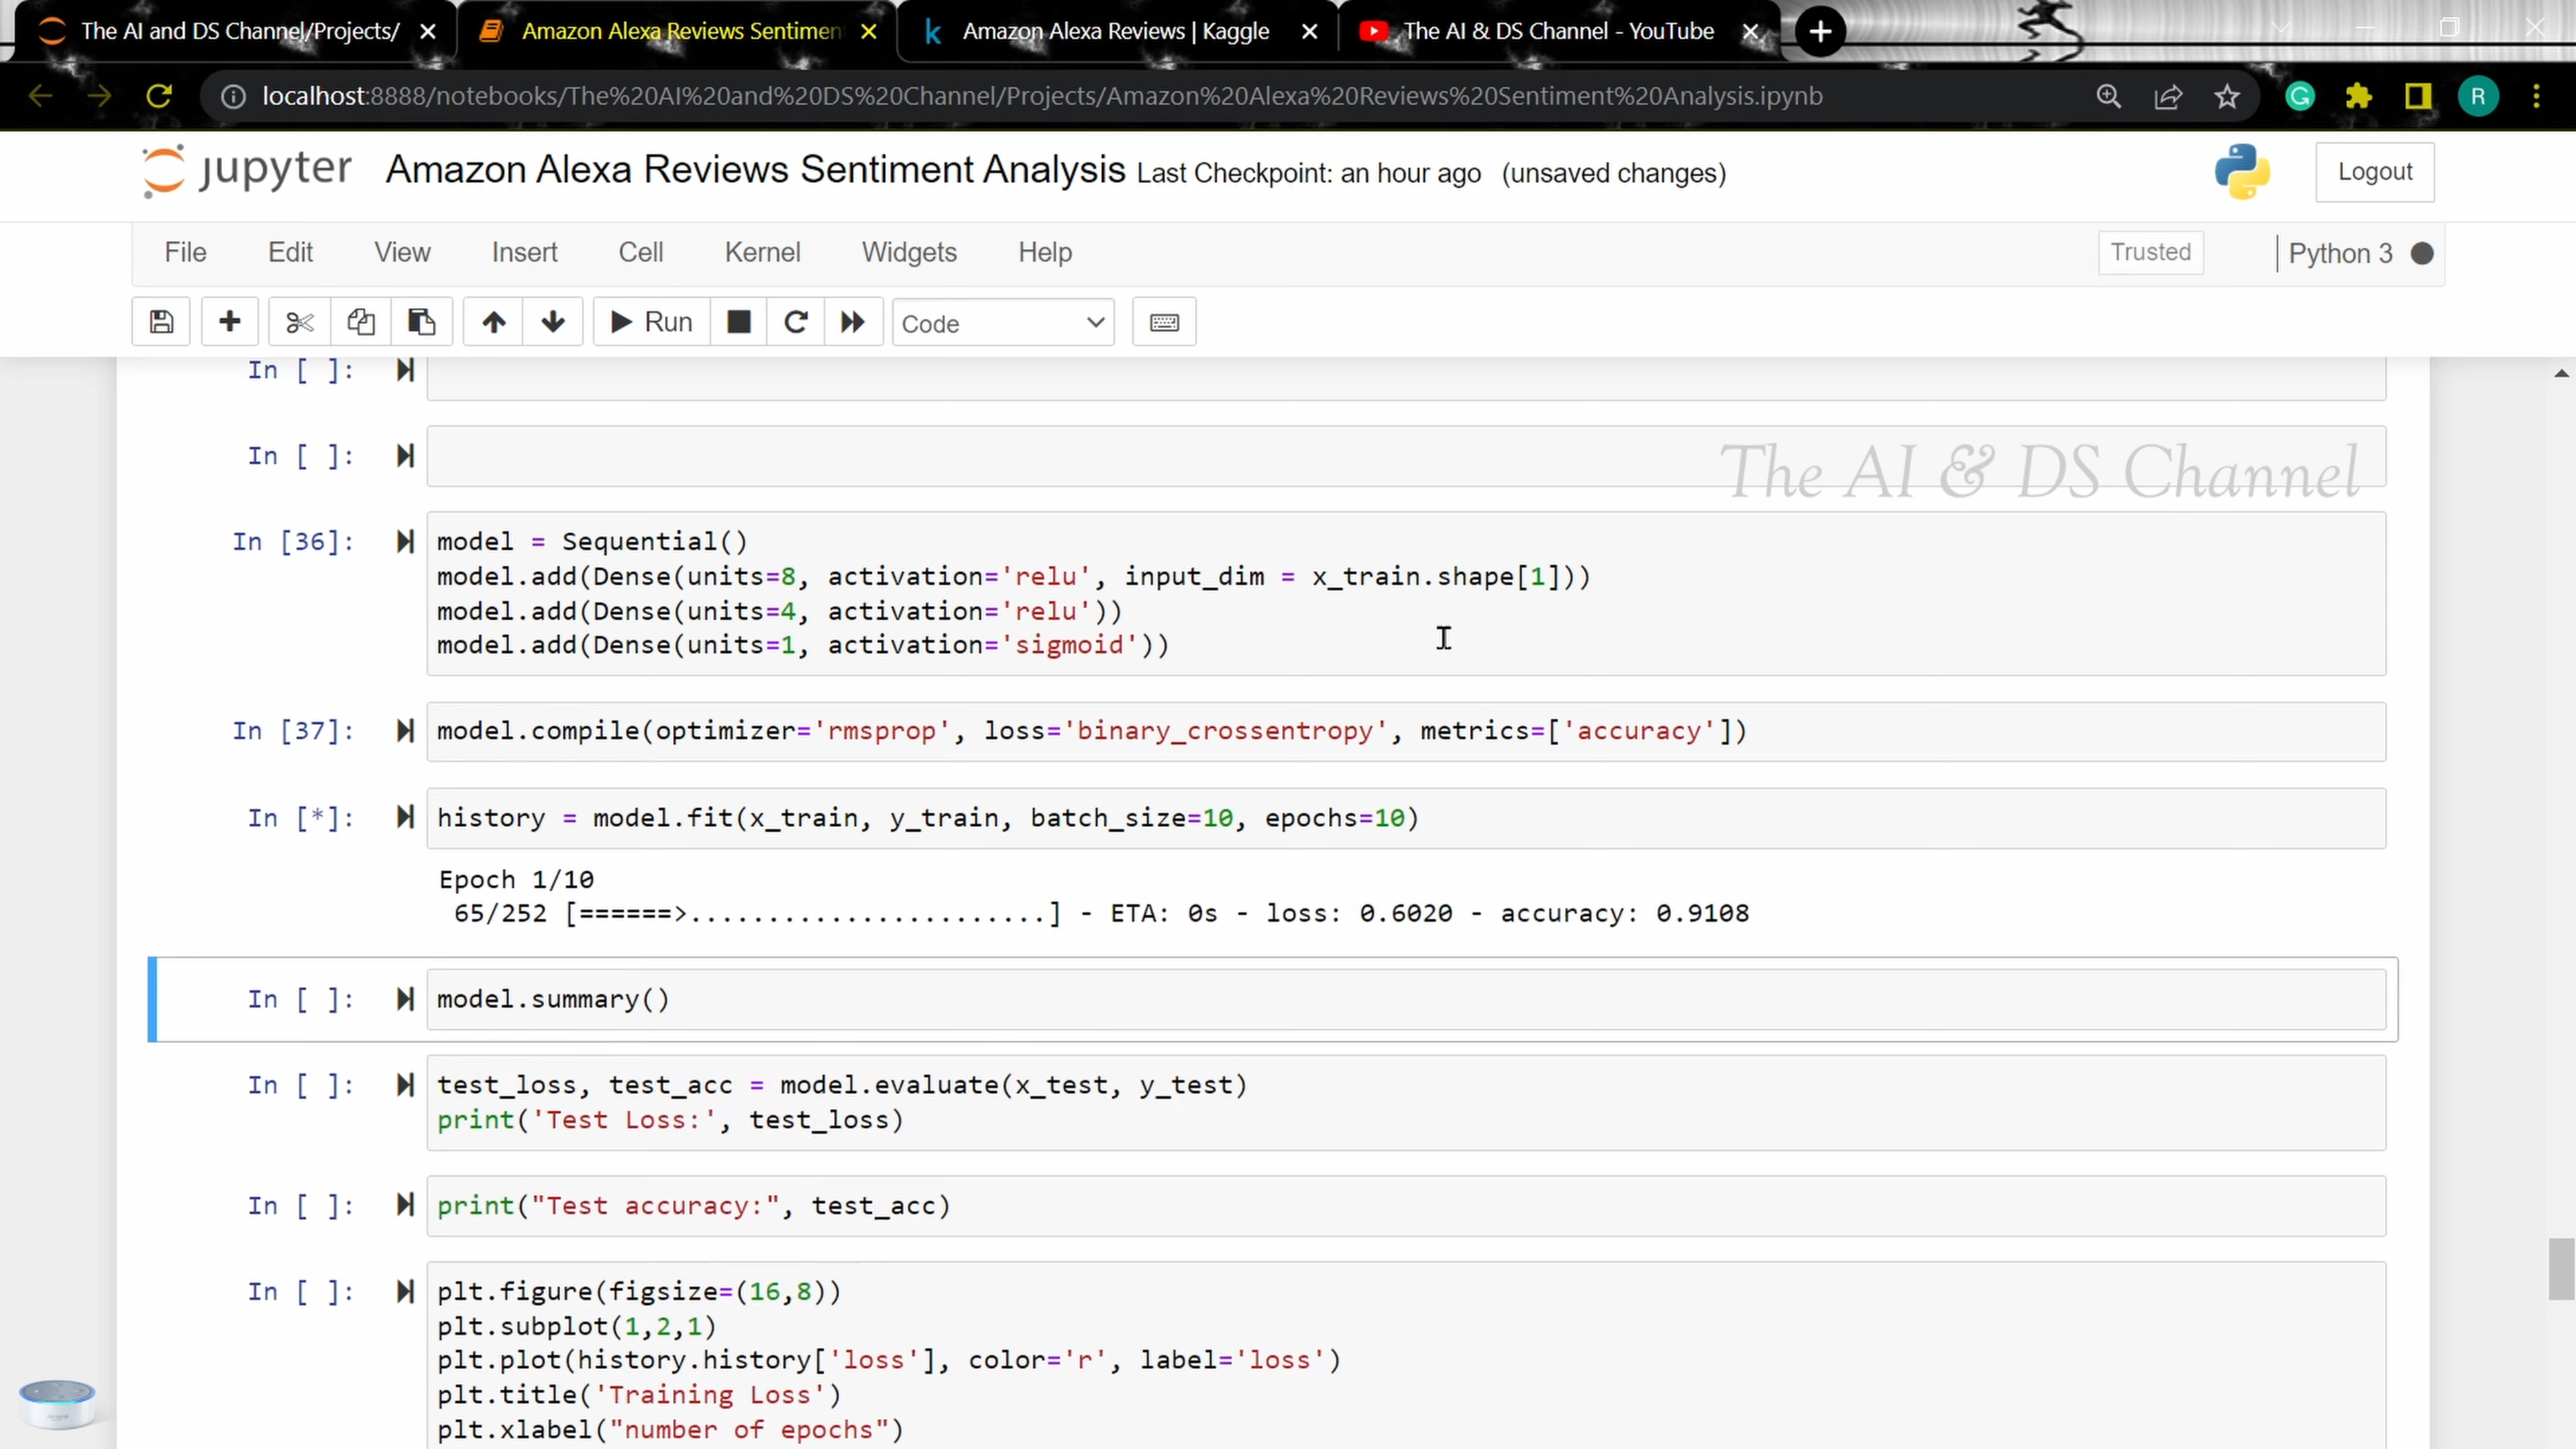 The AI and DS Channel/Projects/
Amazon Alexa Reviews Sentimen
Amazon Alexa Reviews | Kaggle
The AI & DS Channel - YouTube
localhost:8888/notebooks/The%20AI%20and%20DS%20Channel/Projects/Amazon%20Alexa%20Reviews%20Sentiment%20Analysis.ipynb
R
jupyter Amazon Alexa Reviews Sentiment Analysis Last Checkpoint: an hour ago (unsaved changes)
Logout
File Edit View Insert Cell Kernel Widgets Help
Trusted
Python 3
Run
Code
In [ ]:
In [ ]:
The AI & DS Channel
In [36]:
model = Sequential()
model.add(Dense(units=8, activation='relu', input_dim = x_train.shape[1]))
model.add(Dense(units=4, activation='relu'))
model.add(Dense(units=1, activation='sigmoid'))
In [37]:
model.compile(optimizer='rmsprop', loss='binary_crossentropy', metrics=['accuracy'])
In [*]:
history = model.fit(x_train, y_train, batch_size=10, epochs=10)
Epoch 1/10
65/252 [======>.......................] - ETA: 0s - loss: 0.6020 - accuracy: 0.9108
In [ ]:
model.summary()
In [ ]:
test_loss, test_acc = model.evaluate(x_test, y_test)
print('Test Loss:', test_loss)
In [ ]:
print("Test accuracy:", test_acc)
In [ ]:
plt.figure(figsize=(16,8))
plt.subplot(1,2,1)
plt.plot(history.history['loss'], color='r', label='loss')
plt.title('Training Loss')
plt.xlabel("number of epochs")